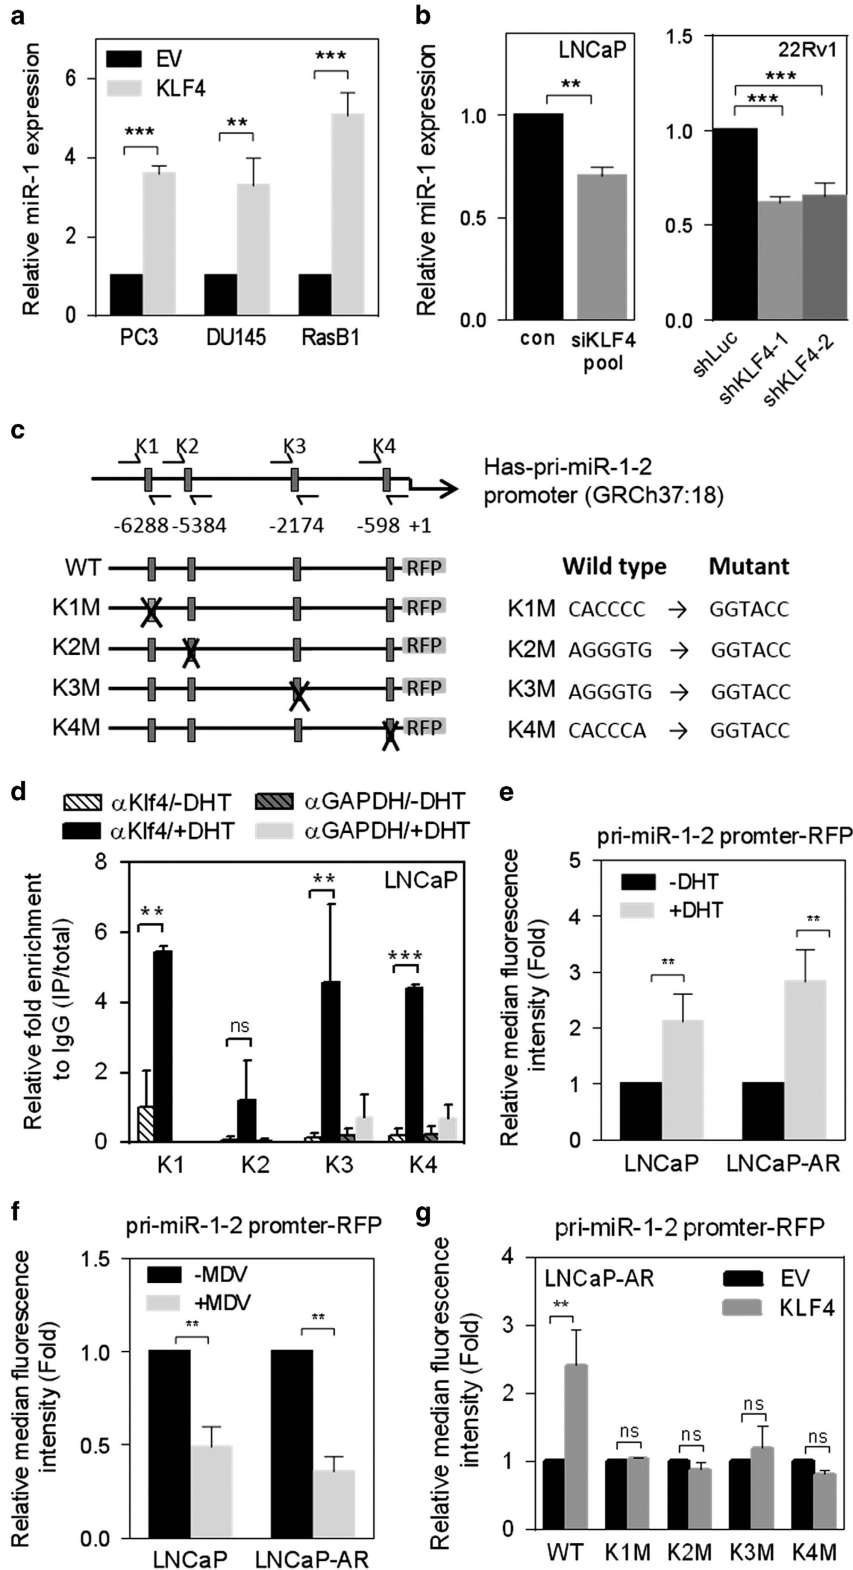 a
Relative miR-1 expression
EV
KLF4
6
4
2
0
***
**
***
PC3 DU145 RasB1
b
Relative miR-1 expression
LNCaP
1.0
0.5
0.0
**
con siKLF4 pool
1.5
1.0
0.5
0.0
22Rv1
***
***
shLuc
shKLF4-1
shKLF4-2
c
K1 K2 K3 K4
-6288 -5384 -2174 -598 +1
Has-pri-miR-1-2
promoter (GRCh37:18)
WT RFP
K1M RFP
K2M RFP
K3M RFP
K4M RFP
Wild type Mutant
K1M CACCCC → GGTACC
K2M AGGGTG → GGTACC
K3M AGGGTG → GGTACC
K4M CACCCA → GGTACC
d
αKlf4/-DHT αGAPDH/-DHT
αKlf4/+DHT αGAPDH/+DHT
Relative fold enrichment
to IgG (IP/total)
8
6
4
2
0
LNCaP
**
ns
**
***
K1 K2 K3 K4
e
pri-miR-1-2 promter-RFP
Relative median fluorescence
intensity (Fold)
5
4
3
2
1
0
-DHT
+DHT
**
**
LNCaP LNCaP-AR
f
pri-miR-1-2 promter-RFP
Relative median fluorescence
intensity (Fold)
1.5
1.0
0.5
0.0
-MDV
+MDV
**
**
LNCaP LNCaP-AR
g
pri-miR-1-2 promter-RFP
Relative median fluorescence
intensity (Fold)
4
3
2
1
0
LNCaP-AR
EV
KLF4
**
ns
ns
ns
ns
WT K1M K2M K3M K4M